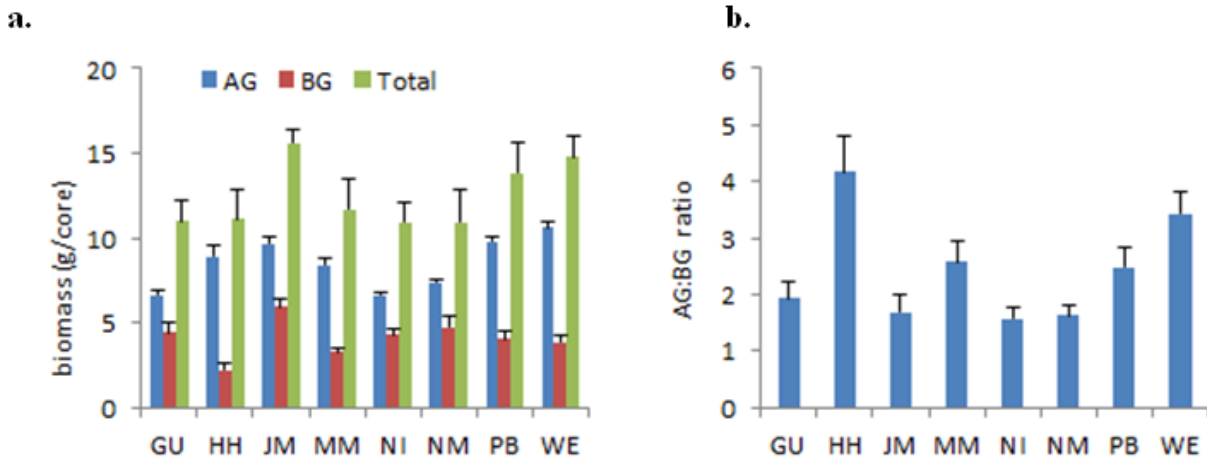 a.
20
15
10
5
0
biomass (g/core)
AG BG Total
GU HH JM MM NI NM PB WE
b.
6
5
4
3
2
1
0
AG:BG ratio
GU HH JM MM NI NM PB WE